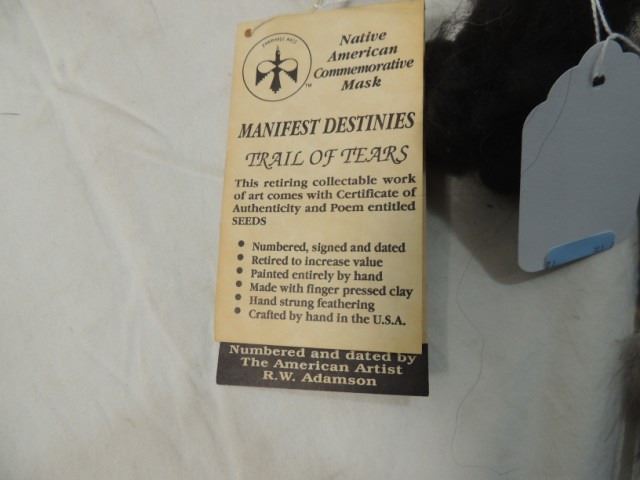 Native
American
Commemorative
Mask
TM
MANIFEST DESTINIES
TRAIL OF TEARS
This retiring collectable work
of art comes with Certificate of
Authenticity and Poem entitled
SEEDS
• Numbered, signed and dated
• Retired to increase value
• Painted entirely by hand
• Made with finger pressed clay
• Hand strung feathering
• Crafted by hand in the U.S.A.
Numbered and dated by
The American Artist
R.W. Adamson